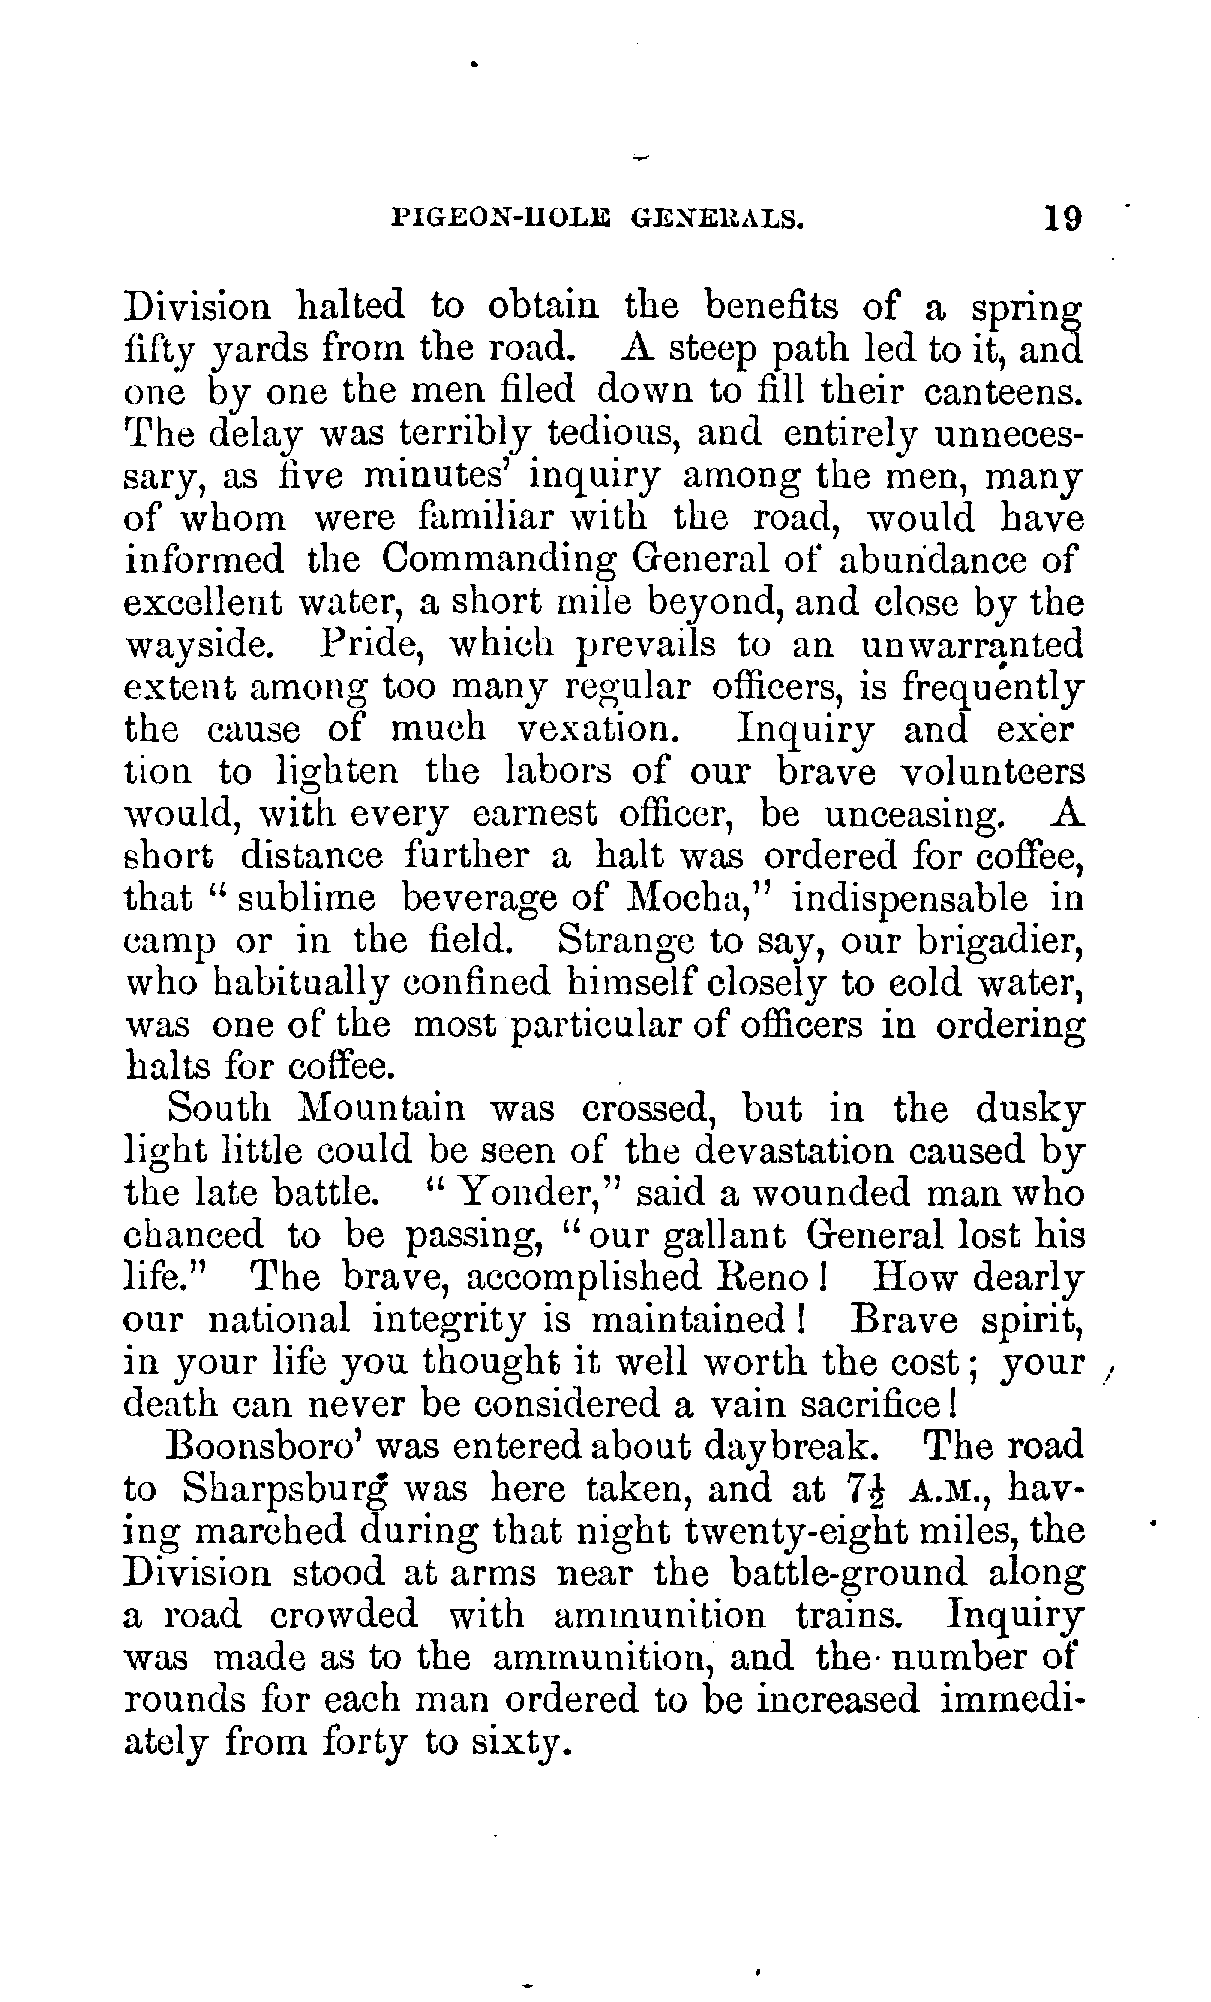 PIGEON-HOLE GENERALS. 19
Division halted to obtain the benefits of a spring
fifty yards from the road. A steep path led to it, and
one by one the men filed down to fill their canteens.
The delay was terribly tedious, and entirely unneces-
sary, as five minutes' inquiry among the men, many
of whom were familiar with the road, would have
informed the Commanding General of abundance of
excellent water, a short mile beyond, and close by the
wayside. Pride, which prevails to an unwarranted
extent among too many regular officers, is frequently
the cause of much vexation. Inquiry and exer
tion to lighten the labors of our brave volunteers
would, with every earnest officer, be unceasing. A
short distance further a halt was ordered for coffee,
that "sublime beverage of Mocha," indispensable in
camp or in the field. Strange to say, our brigadier,
who habitually confined himself closely to cold water,
was one of the most particular of officers in ordering
halts for coffee.
South Mountain was crossed, but in the dusky
light little could be seen of the devastation caused by
the late battle. "Yonder," said a wounded man who
chanced to be passing, "our gallant General lost his
life." The brave, accomplished Reno! How dearly
our national integrity is maintained! Brave spirit,
in your life you thought it well worth the cost; your
death can never be considered a vain sacrifice!
Boonsboro' was entered about daybreak. The road
to Sharpsburg was here taken, and at 7½ A.M., hav-
ing marched during that night twenty-eight miles, the
Division stood at arms near the battle-ground along
a road crowded with ammunition trains. Inquiry
was made as to the ammunition, and the number of
rounds for each man ordered to be increased immedi-
ately from forty to sixty.